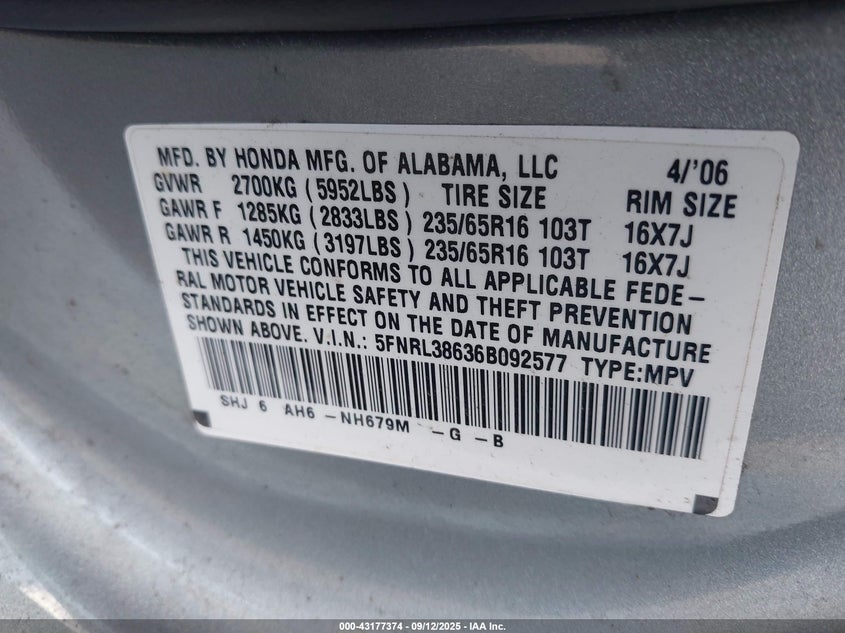 MFD. BY HONDA MFG. OF ALABAMA, LLC 4/'06
GVWR 2700KG (5952LBS) TIRE SIZE RIM SIZE
GAWR F 1285KG (2833LBS) 235/65R16 103T 16X7J
GAWR R 1450KG (3197LBS) 235/65R16 103T 16X7J
THIS VEHICLE CONFORMS TO ALL APPLICABLE FEDE-
RAL MOTOR VEHICLE SAFETY AND THEFT PREVENTION
STANDARDS IN EFFECT ON THE DATE OF MANUFACTURE
SHOWN ABOVE. V.I.N.: 5FNRL38636B092577 TYPE:MPV
SHJ 6 AH6 -NH679M -G -B
000-43177374 - 09/12/2025 - IAA Inc.